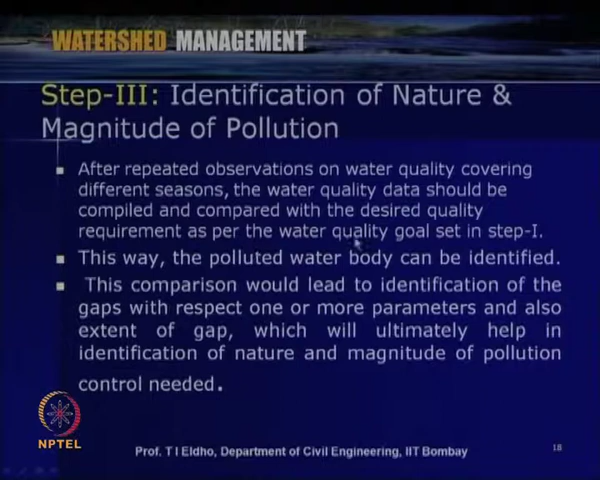 WATERSHED MANAGEMENT
Step-III: Identification of Nature &
Magnitude of Pollution
After repeated observations on water quality covering
different seasons, the water quality data should be
compiled and compared with the desired quality
requirement as per the water quality goal set in step-I.
This way, the polluted water body can be identified.
This comparison would lead to identification of the
gaps with respect one or more parameters and also
extent of gap, which will ultimately help in
identification of nature and magnitude of pollution
control needed.
NPTEL
Prof. T I Eldho, Department of Civil Engineering, IIT Bombay
18